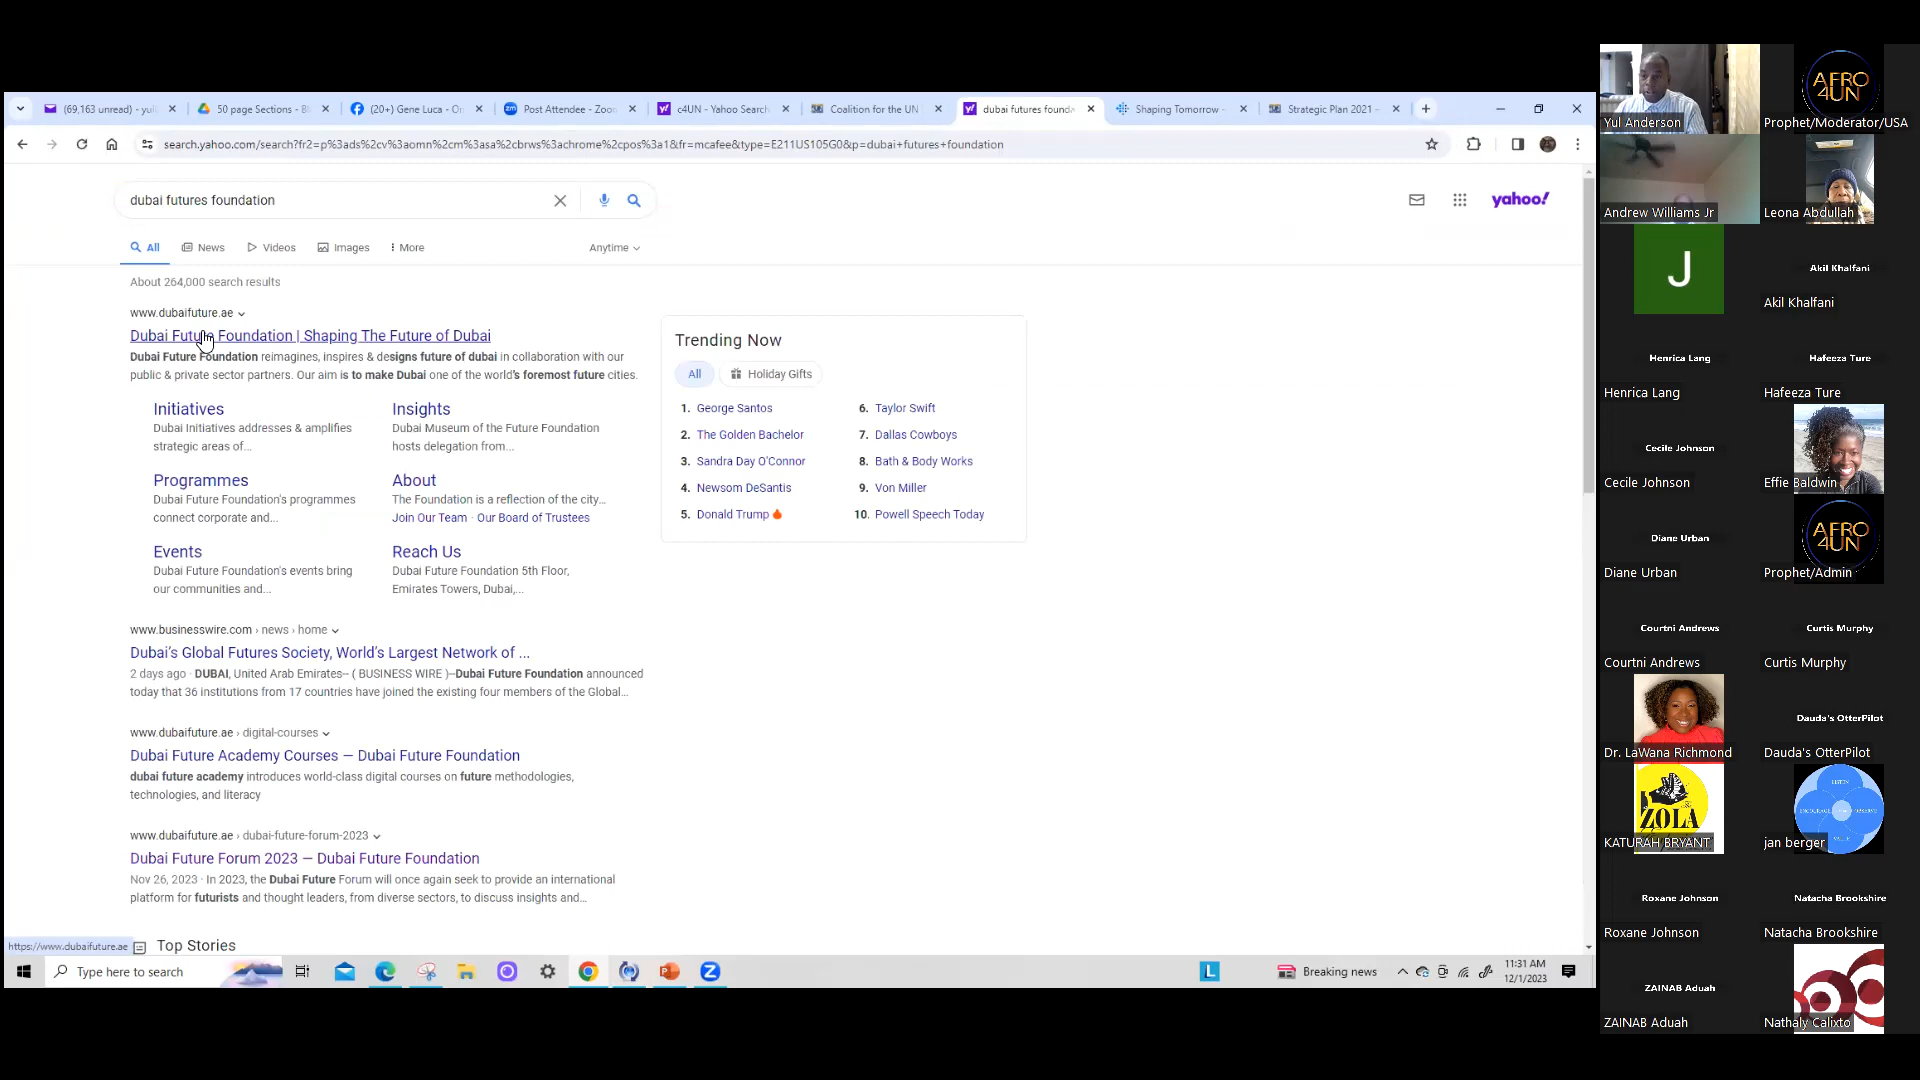 (69,163 unread) - yul
50 page Sections - B
(20+) Gene Luca - O
Post Attendee - Zoo
c4UN - Yahoo Search
Coalition for the UN
dubai futures founda
Shaping Tomorrow -
Strategic Plan 2021 -
search.yahoo.com/search?fr2=p%3ads%2cv%3aomn%2cm%3asa%2cbrws%3achrome%2cpos%3a1&fr=mcafee&type=E211US105G0&p=dubai+futures+foundation
dubai futures foundation
yahoo!
All News Videos Images More Anytime
About 264,000 search results
www.dubaifuture.ae
Dubai Future Foundation | Shaping The Future of Dubai
Dubai Future Foundation reimagines, inspires & designs future of dubai in collaboration with our
public & private sector partners. Our aim is to make Dubai one of the world's foremost future cities.
Initiatives
Dubai Initiatives addresses & amplifies
strategic areas of...
Insights
Dubai Museum of the Future Foundation
hosts delegation from...
Programmes
Dubai Future Foundation's programmes
connect corporate and...
About
The Foundation is a reflection of the city...
Join Our Team · Our Board of Trustees
Events
Dubai Future Foundation's events bring
our communities and...
Reach Us
Dubai Future Foundation 5th Floor,
Emirates Towers, Dubai,...
www.businesswire.com › news › home
Dubai's Global Futures Society, World's Largest Network of ...
2 days ago · DUBAI, United Arab Emirates-- ( BUSINESS WIRE )--Dubai Future Foundation announced
today that 36 institutions from 17 countries have joined the existing four members of the Global...
www.dubaifuture.ae › digital-courses
Dubai Future Academy Courses — Dubai Future Foundation
dubai future academy introduces world-class digital courses on future methodologies,
technologies, and literacy
www.dubaifuture.ae › dubai-future-forum-2023
Dubai Future Forum 2023 — Dubai Future Foundation
Nov 26, 2023 · In 2023, the Dubai Future Forum will once again seek to provide an international
platform for futurists and thought leaders, from diverse sectors, to discuss insights and...
Top Stories
https://www.dubaifuture.ae
Trending Now
All Holiday Gifts
1. George Santos
2. The Golden Bachelor
3. Sandra Day O'Connor
4. Newsom DeSantis
5. Donald Trump
6. Taylor Swift
7. Dallas Cowboys
8. Bath & Body Works
9. Von Miller
10. Powell Speech Today
Type here to search
L
Z
Breaking news
11:31 AM
12/1/2023
Yul Anderson
AFRO
4UN
Prophet/Moderator/USA
Andrew Williams Jr
Leona Abdullah
J
Akil Khalfani
Akil Khalfani
Henrica Lang
Henrica Lang
Hafeeza Ture
Hafeeza Ture
Cecile Johnson
Cecile Johnson
Effie Baldwin
Diane Urban
Diane Urban
AFRO
4UN
Prophet/Admin
Courtni Andrews
Courtni Andrews
Curtis Murphy
Curtis Murphy
Dr. LaWana Richmond
Dauda's OtterPilot
Dauda's OtterPilot
ZOLA
KATURAH BRYANT
LISTEN
ENCOURAGE
OBSERVE
VALUE
jan berger
Roxane Johnson
Roxane Johnson
Natacha Brookshire
Natacha Brookshire
ZAINAB Aduah
ZAINAB Aduah
Nathaly Calixto